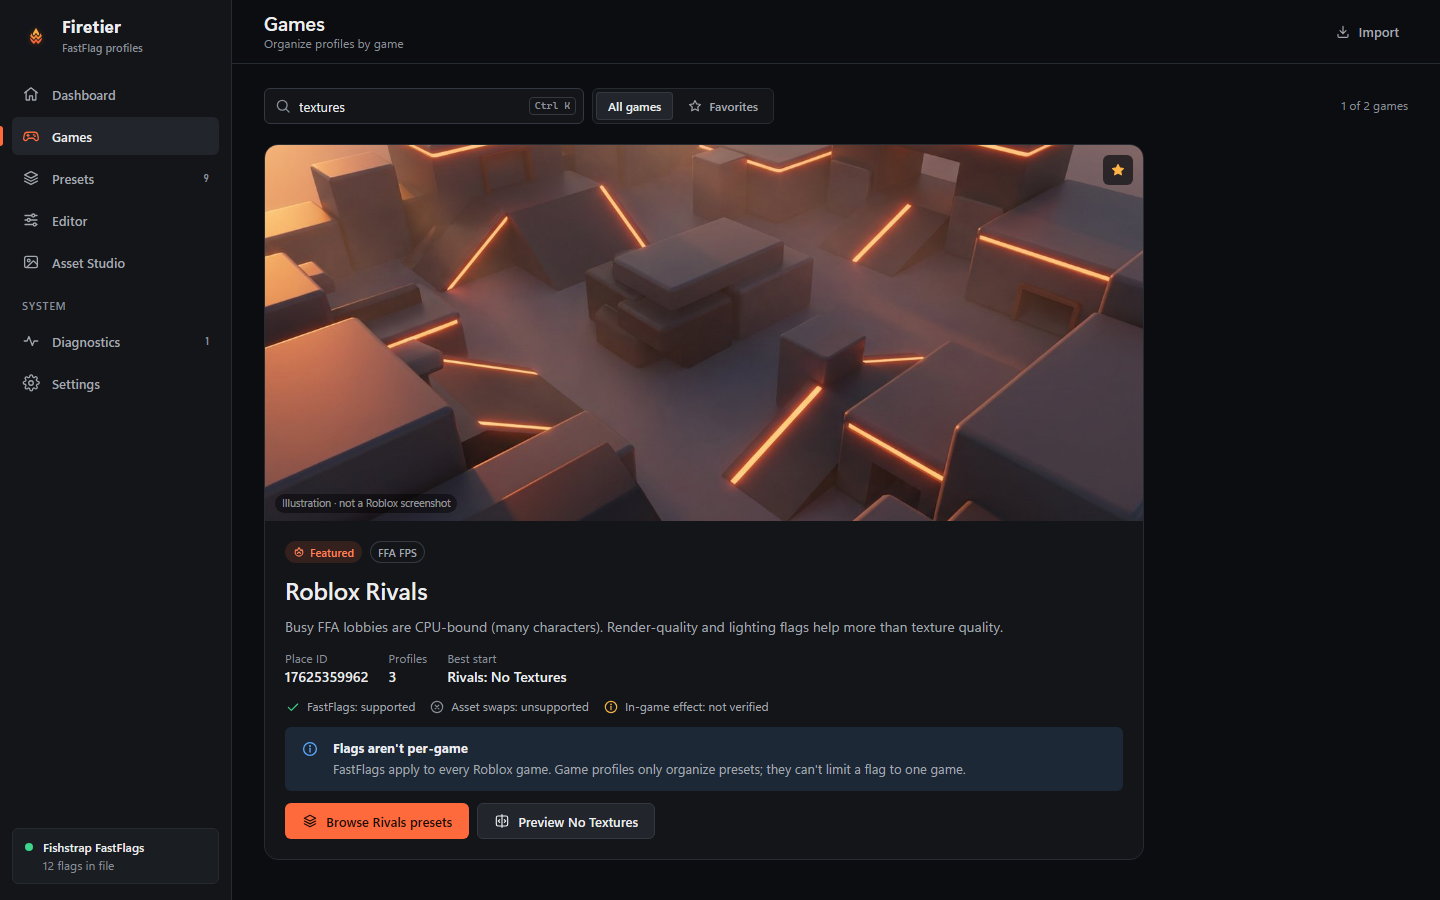 Firetier
FastFlag profiles
Dashboard
Games
Presets 9
Editor
Asset Studio
SYSTEM
Diagnostics 1
Settings
Fishstrap FastFlags
12 flags in file
Games
Organize profiles by game
Import
textures Ctrl K
All games Favorites
1 of 2 games
Illustration · not a Roblox screenshot
Featured FFA FPS
Roblox Rivals
Busy FFA lobbies are CPU-bound (many characters). Render-quality and lighting flags help more than texture quality.
Place ID Profiles Best start
17625359962 3 Rivals: No Textures
FastFlags: supported Asset swaps: unsupported In-game effect: not verified
Flags aren't per-game
FastFlags apply to every Roblox game. Game profiles only organize presets; they can't limit a flag to one game.
Browse Rivals presets Preview No Textures